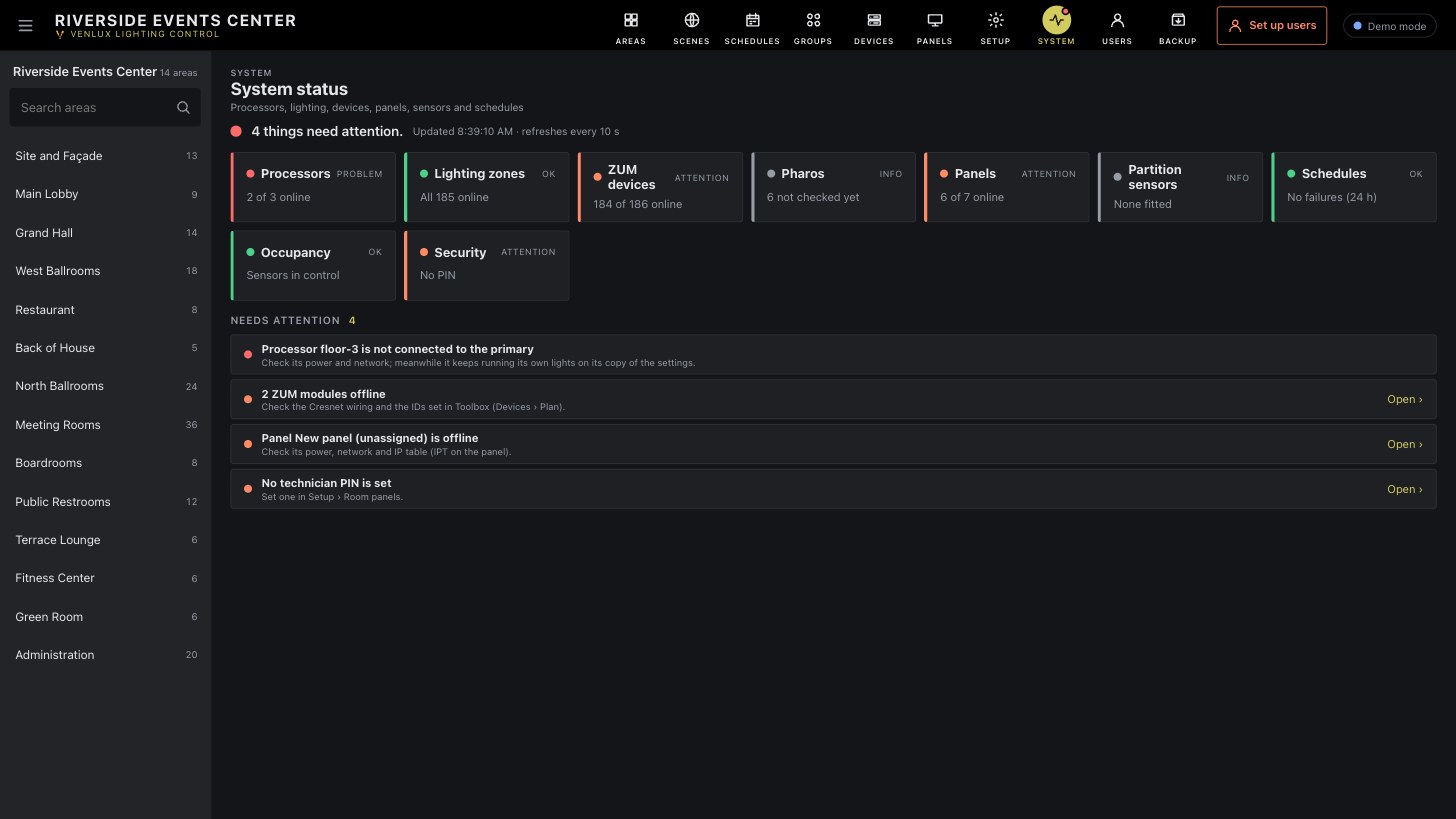 RIVERSIDE EVENTS CENTER
VENLUX LIGHTING CONTROL
AREAS
SCENES
SCHEDULES
GROUPS
DEVICES
PANELS
SETUP
SYSTEM
USERS
BACKUP
Set up users
Demo mode
Riverside Events Center 14 areas
Search areas
Site and Façade 13
Main Lobby 9
Grand Hall 14
West Ballrooms 18
Restaurant 8
Back of House 5
North Ballrooms 24
Meeting Rooms 36
Boardrooms 8
Public Restrooms 12
Terrace Lounge 6
Fitness Center 6
Green Room 6
Administration 20
SYSTEM
System status
Processors, lighting, devices, panels, sensors and schedules
4 things need attention. Updated 8:39:10 AM · refreshes every 10 s
Processors PROBLEM
2 of 3 online
Lighting zones OK
All 185 online
ZUM devices ATTENTION
184 of 186 online
Pharos INFO
6 not checked yet
Panels ATTENTION
6 of 7 online
Partition sensors INFO
None fitted
Schedules OK
No failures (24 h)
Occupancy OK
Sensors in control
Security ATTENTION
No PIN
NEEDS ATTENTION 4
Processor floor-3 is not connected to the primary
Check its power and network; meanwhile it keeps running its own lights on its copy of the settings.
2 ZUM modules offline
Check the Cresnet wiring and the IDs set in Toolbox (Devices › Plan).
Open ›
Panel New panel (unassigned) is offline
Check its power, network and IP table (IPT on the panel).
Open ›
No technician PIN is set
Set one in Setup › Room panels.
Open ›